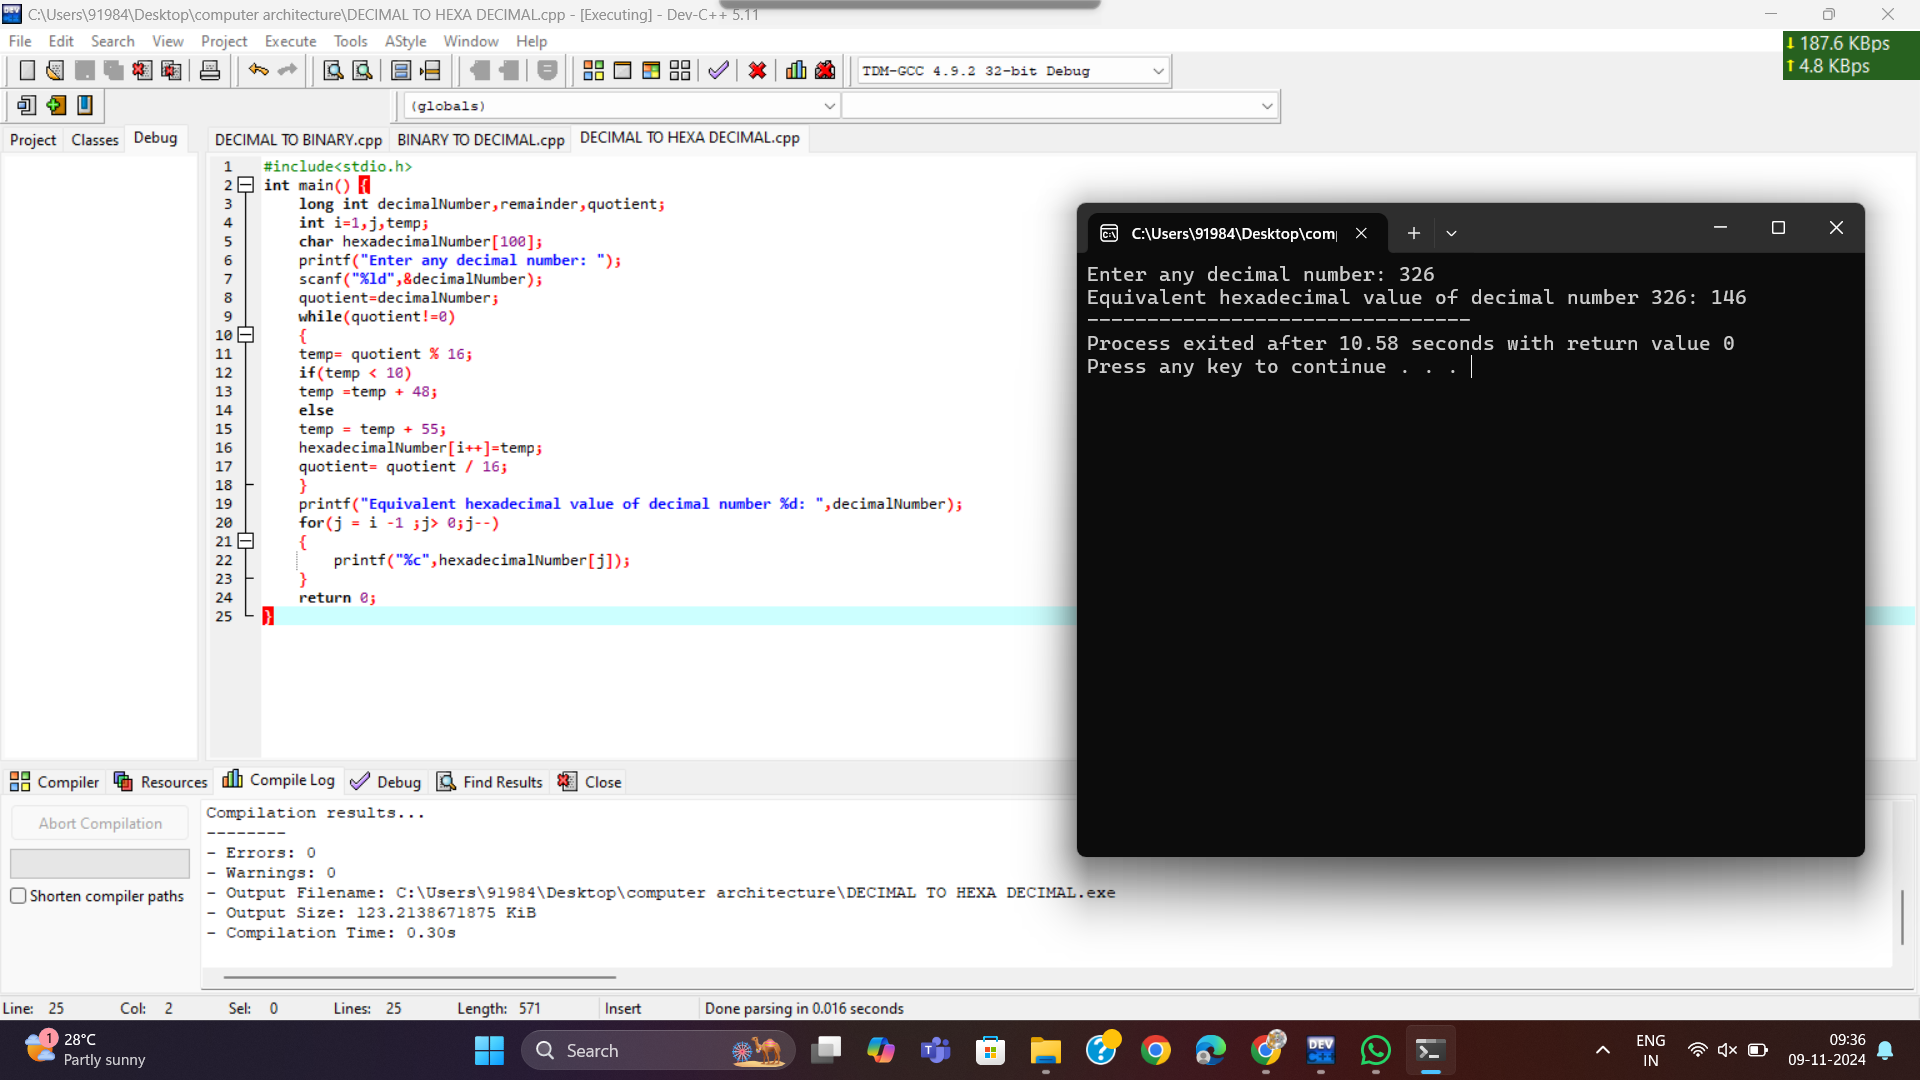 C:\Users\91984\Desktop\computer architecture\DECIMAL TO HEXA DECIMAL.cpp - [Executing] - Dev-C++ 5.11
File Edit Search View Project Execute Tools AStyle Window Help
187.6 KBps
4.8 KBps
TDM-GCC 4.9.2 32-bit Debug
(globals)
Project Classes Debug
DECIMAL TO BINARY.cpp BINARY TO DECIMAL.cpp DECIMAL TO HEXA DECIMAL.cpp
1 #include<stdio.h>
2 int main() {
3 long int decimalNumber,remainder,quotient;
4 int i=1,j,temp;
5 char hexadecimalNumber[100];
6 printf("Enter any decimal number: ");
7 scanf("%ld",&decimalNumber);
8 quotient=decimalNumber;
9 while(quotient!=0)
10 {
11 temp= quotient % 16;
12 if(temp < 10)
13 temp =temp + 48;
14 else
15 temp = temp + 55;
16 hexadecimalNumber[i++]=temp;
17 quotient= quotient / 16;
18 }
19 printf("Equivalent hexadecimal value of decimal number %d: ",decimalNumber);
20 for(j = i -1 ;j> 0;j--)
21 {
22 printf("%c",hexadecimalNumber[j]);
23 }
24 return 0;
25 }
C:\Users\91984\Desktop\com
Enter any decimal number: 326
Equivalent hexadecimal value of decimal number 326: 146
--------------------------------
Process exited after 10.58 seconds with return value 0
Press any key to continue . . .
Compiler Resources Compile Log Debug Find Results Close
Abort Compilation
Shorten compiler paths
Compilation results...
--------
- Errors: 0
- Warnings: 0
- Output Filename: C:\Users\91984\Desktop\computer architecture\DECIMAL TO HEXA DECIMAL.exe
- Output Size: 123.2138671875 KiB
- Compilation Time: 0.30s
Line: 25 Col: 2 Sel: 0 Lines: 25 Length: 571 Insert Done parsing in 0.016 seconds
1
28°C
Partly sunny
Search
DEV
ENG
IN
09:36
09-11-2024